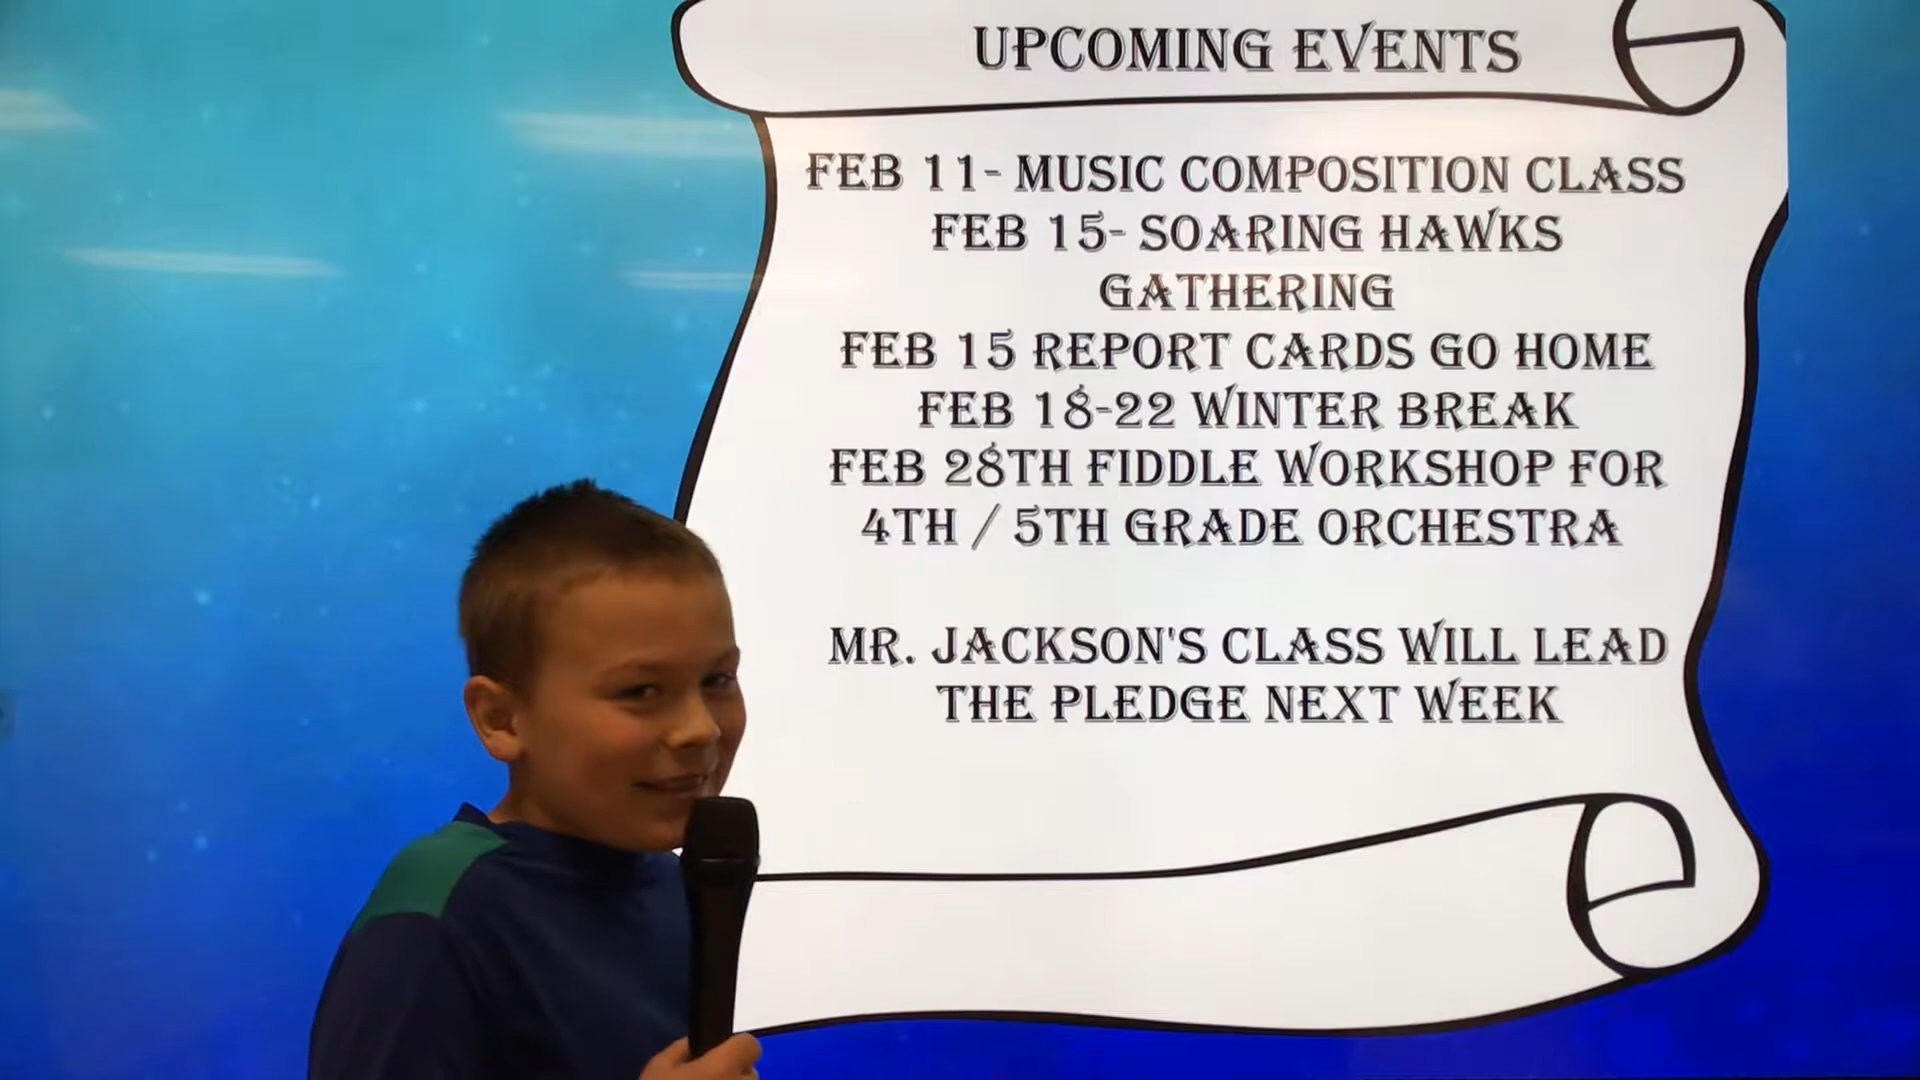 UPCOMING EVENTS
FEB 11- MUSIC COMPOSITION CLASS
FEB 15- SOARING HAWKS
GATHERING
FEB 15 REPORT CARDS GO HOME
FEB 18-22 WINTER BREAK
FEB 28TH FIDDLE WORKSHOP FOR
4TH / 5TH GRADE ORCHESTRA
MR. JACKSON'S CLASS WILL LEAD
THE PLEDGE NEXT WEEK